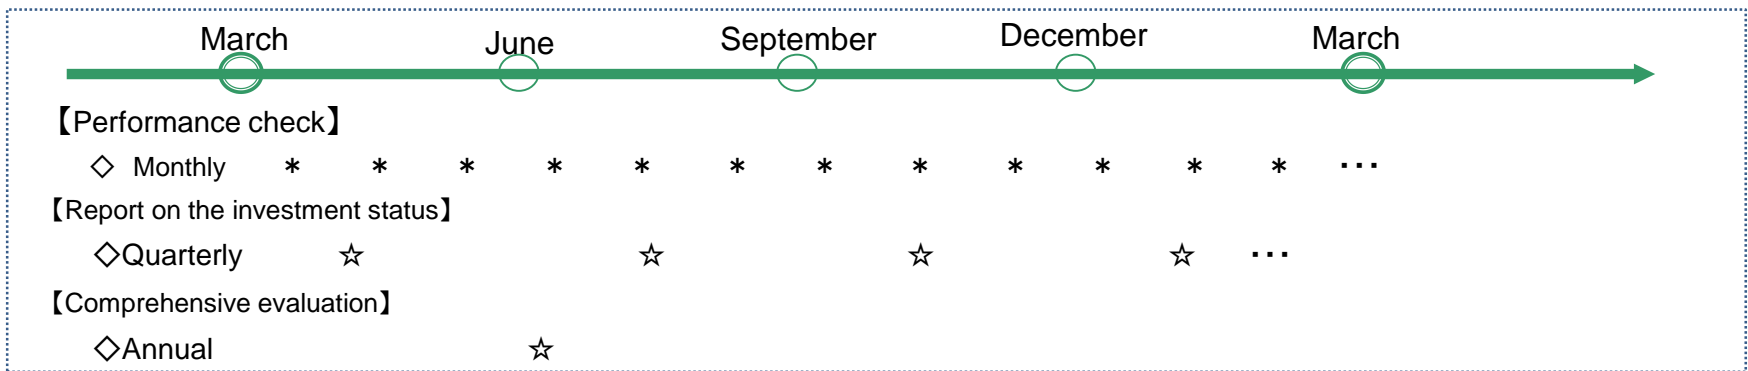 March June September December March
【Performance check】
◇ Monthly * * * * * * * * * * * * ･･･
【Report on the investment status】
◇Quarterly ☆ ☆ ☆ ☆ ･･･
【Comprehensive evaluation】
◇Annual ☆